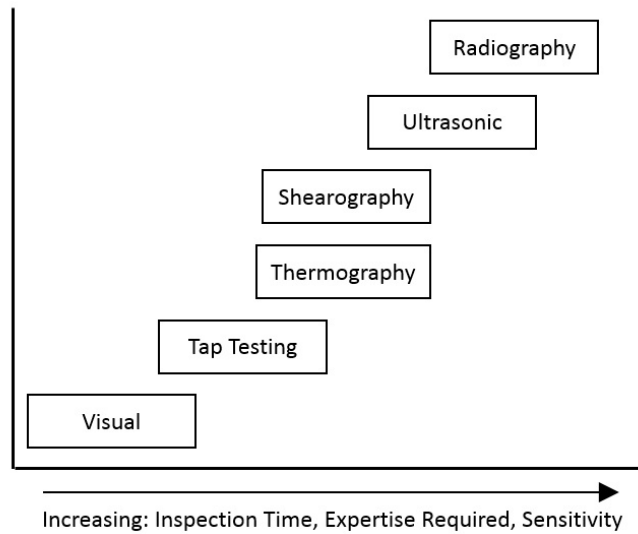 Radiography
Ultrasonic
Shearography
Thermography
Tap Testing
Visual
Increasing: Inspection Time, Expertise Required, Sensitivity